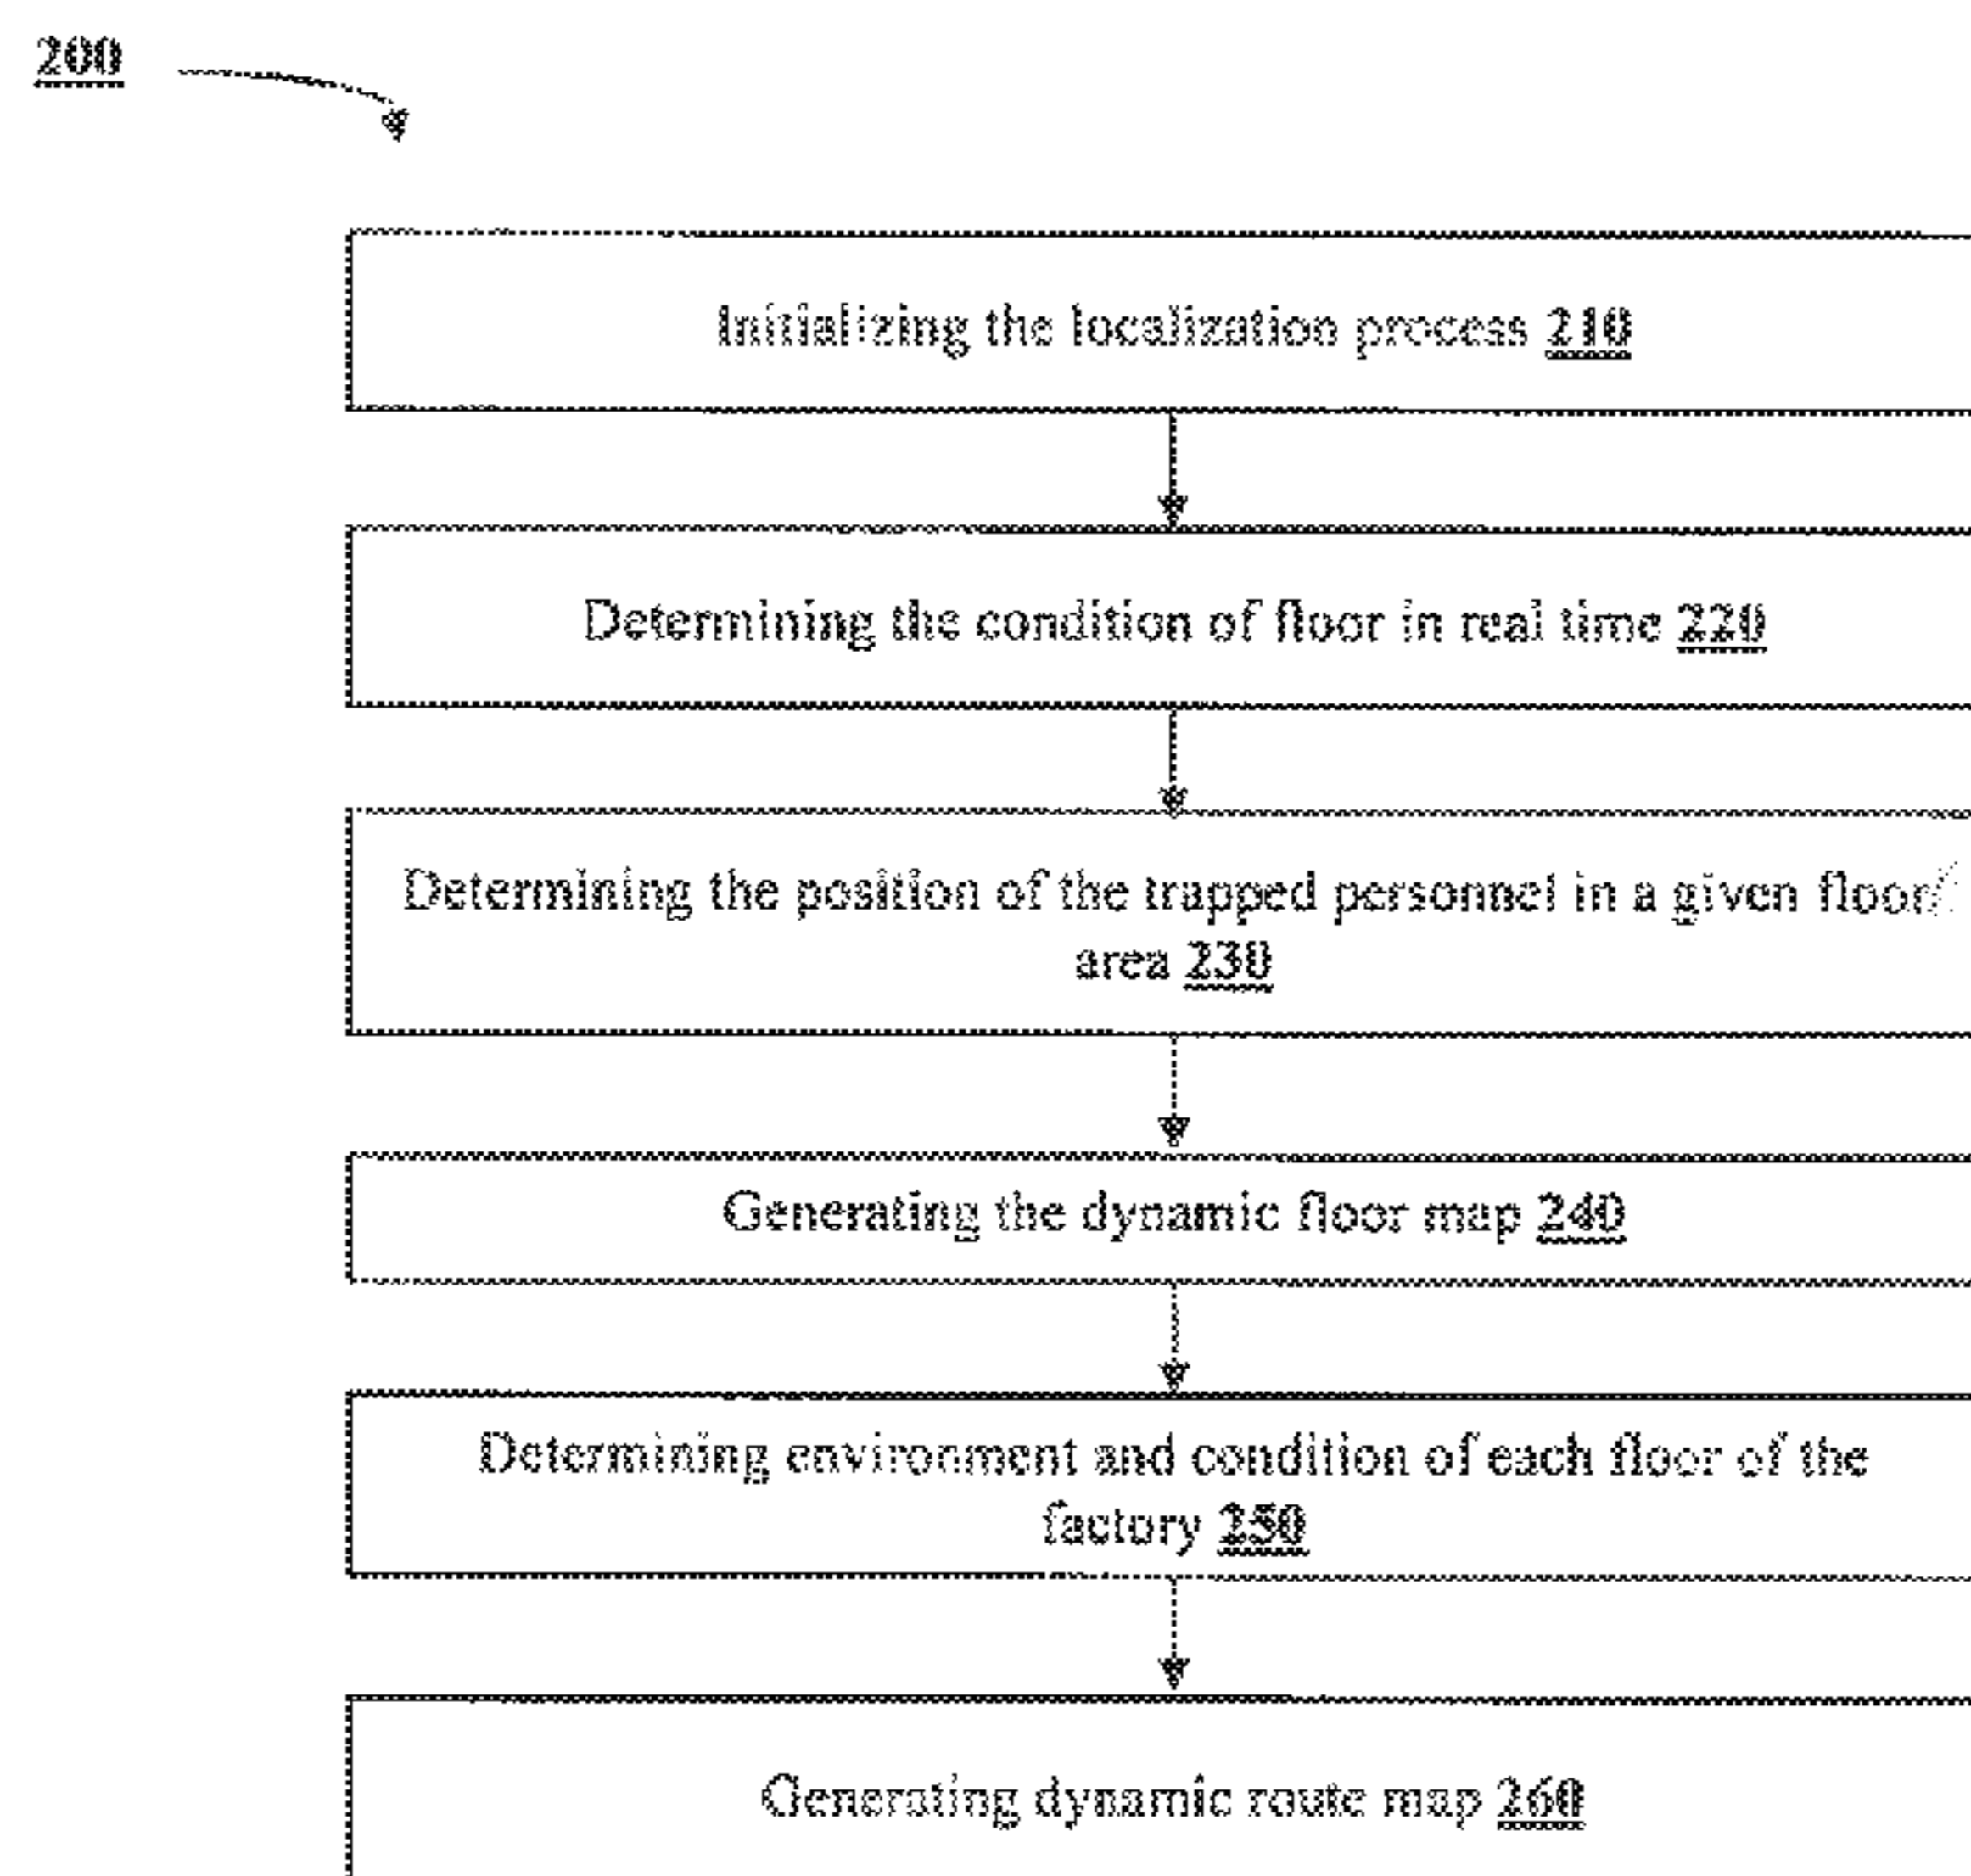 200
Initializing the localization process 210
Determining the condition of floor in real time 220
Determining the position of the trapped personnel in a given floor/
area 230
Generating the dynamic floor map 240
Determining environment and condition of each floor of the
factory 250
Generating dynamic route map 260